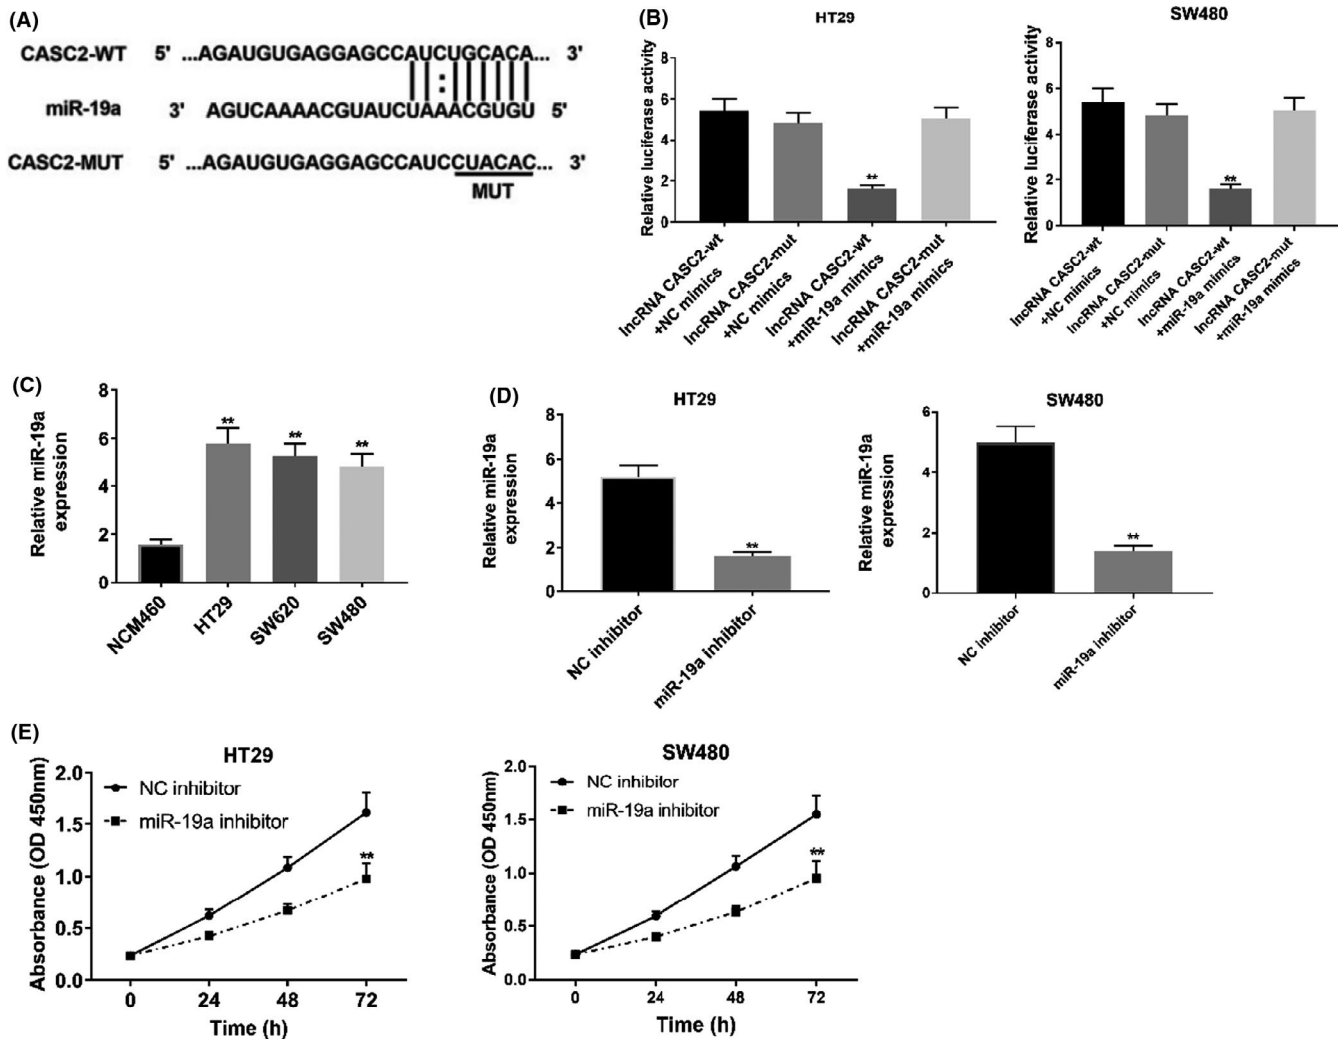 (A)
CASC2-WT 5' ...AGAUGUGAGGAGCCAUCUGCACA... 3'
miR-19a 3' AGUCAAAACGUAUCUAAACGUGU 5'
CASC2-MUT 5' ...AGAUGUGAGGAGCCAUCCUACAC... 3'
MUT
(B)
HT29
Relative luciferase activity
8
6
4
2
0
**
lncRNA CASC2-wt
+NC mimics
lncRNA CASC2-mut
+NC mimics
lncRNA CASC2-wt
+miR-19a mimics
lncRNA CASC2-mut
+miR-19a mimics
SW480
Relative luciferase activity
8
6
4
2
0
**
lncRNA CASC2-wt
+NC mimics
lncRNA CASC2-mut
+NC mimics
lncRNA CASC2-wt
+miR-19a mimics
lncRNA CASC2-mut
+miR-19a mimics
(C)
Relative miR-19a
expression
8
6
4
2
0
**
**
**
NCM460
HT29
SW620
SW480
(D)
HT29
Relative miR-19a
expression
8
6
4
2
0
**
NC inhibitor
miR-19a inhibitor
SW480
Relative miR-19a
expression
6
4
2
0
**
NC inhibitor
miR-19a inhibitor
(E)
HT29
Absorbance (OD 450nm)
2.0
1.5
1.0
0.5
0.0
NC inhibitor
miR-19a inhibitor
**
0 24 48 72
Time (h)
SW480
Absorbance (OD 450nm)
2.0
1.5
1.0
0.5
0.0
NC inhibitor
miR-19a inhibitor
**
0 24 48 72
Time (h)